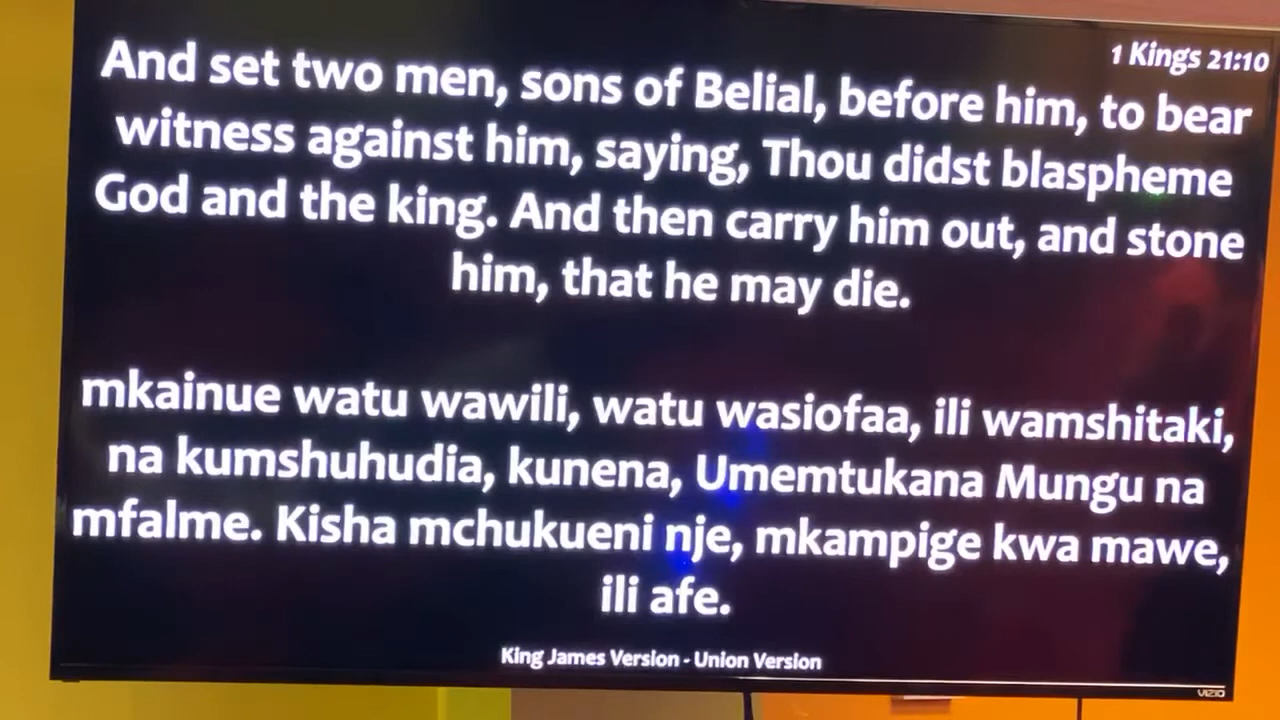 1 Kings 21:10
And set two men, sons of Belial, before him, to bear
witness against him, saying, Thou didst blaspheme
God and the king. And then carry him out, and stone
him, that he may die.
mkainue watu wawili, watu wasiofaa, ili wamshitaki,
na kumshuhudia, kunena, Umemtukana Mungu na
mfalme. Kisha mchukueni nje, mkampige kwa mawe,
ili afe.
King James Version - Union Version
VIZIO